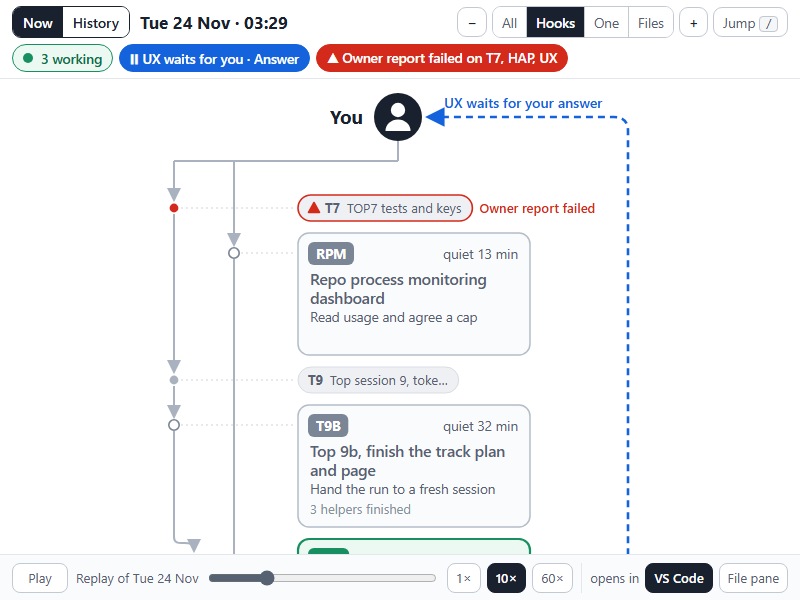 Now History Tue 24 Nov · 03:29 − All Hooks One Files + Jump /
3 working UX waits for you · Answer Owner report failed on T7, HAP, UX
UX waits for your answer
You
T7 TOP7 tests and keys Owner report failed
RPM quiet 13 min
Repo process monitoring
dashboard
Read usage and agree a cap
T9 Top session 9, toke...
T9B quiet 32 min
Top 9b, finish the track plan
and page
Hand the run to a fresh session
3 helpers finished
Play Replay of Tue 24 Nov 1× 10× 60× opens in VS Code File pane